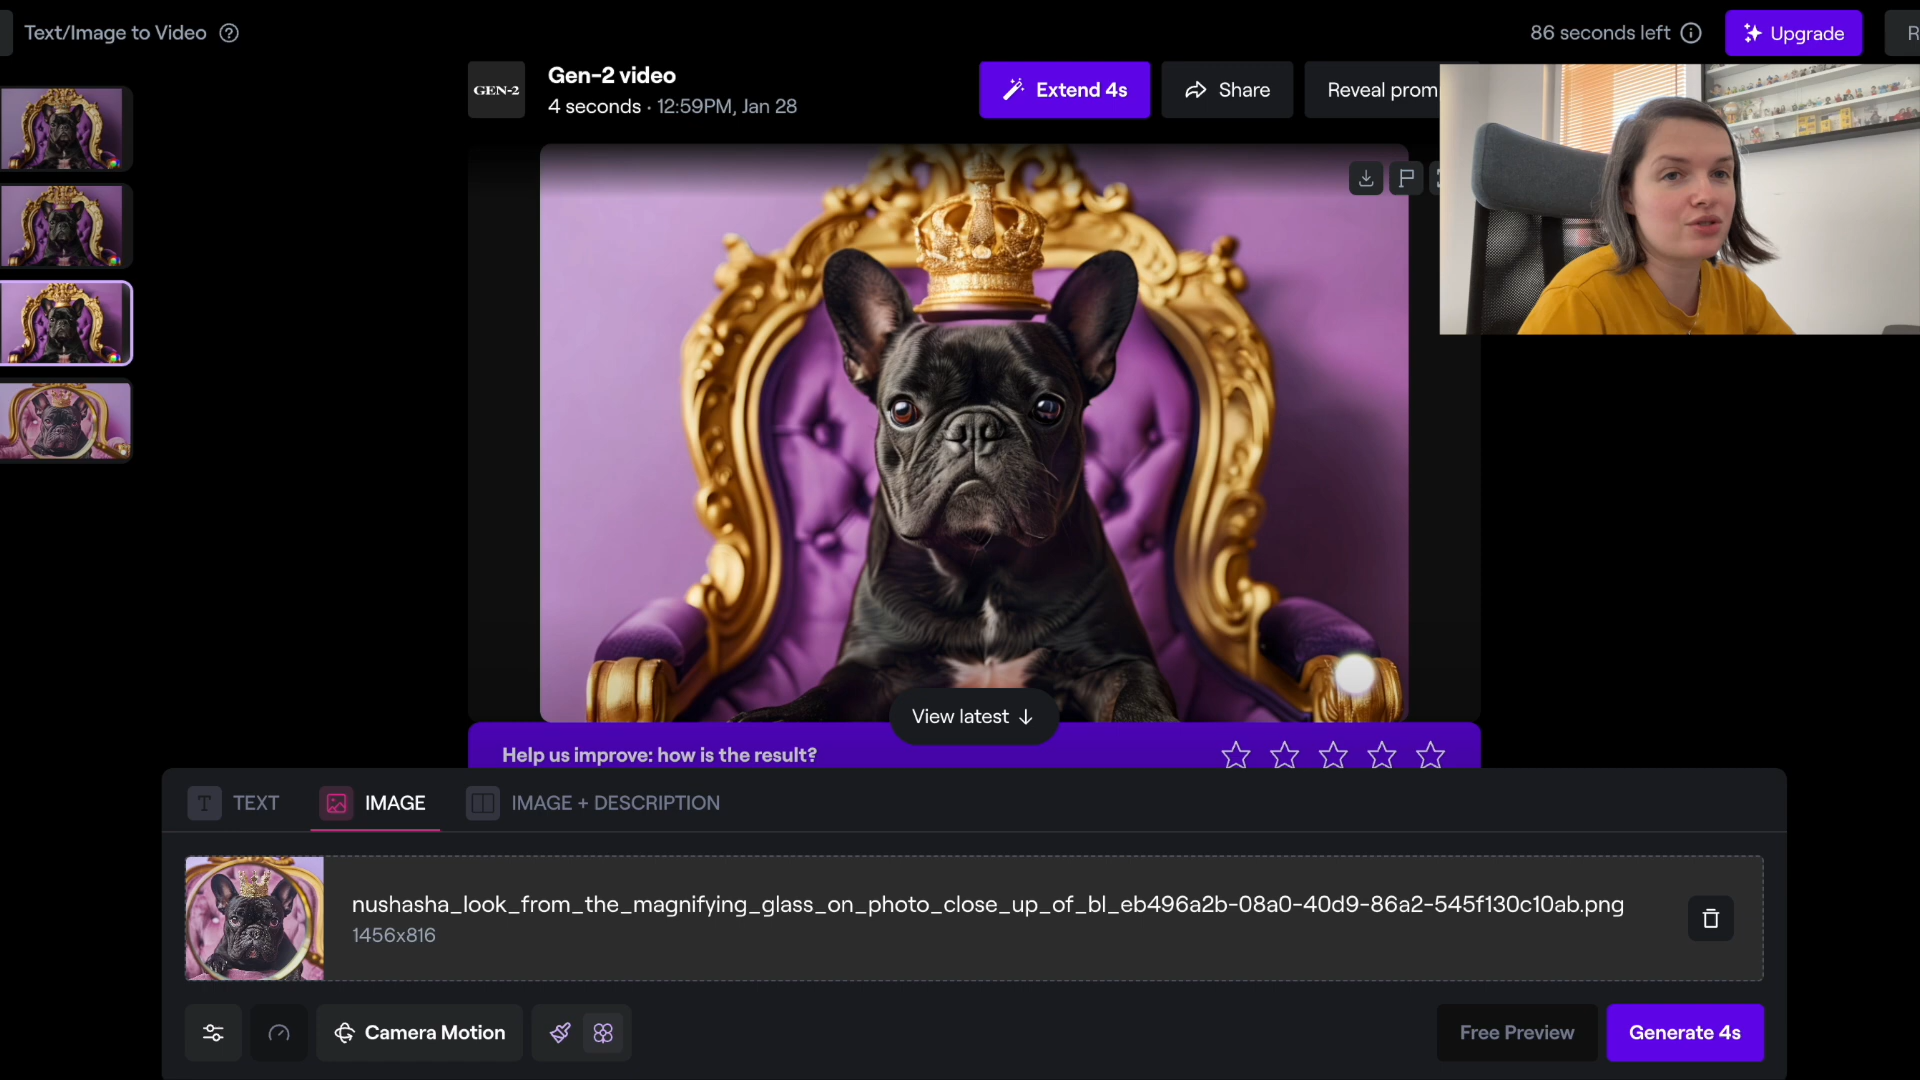 Text/Image to Video
86 seconds left
Upgrade
R
GEN-2
Gen-2 video
4 seconds · 12:59PM, Jan 28
Extend 4s
Share
Reveal prom
View latest ↓
Help us improve: how is the result?
T TEXT
IMAGE
IMAGE + DESCRIPTION
nushasha_look_from_the_magnifying_glass_on_photo_close_up_of_bl_eb496a2b-08a0-40d9-86a2-545f130c10ab.png
1456x816
Camera Motion
Free Preview
Generate 4s